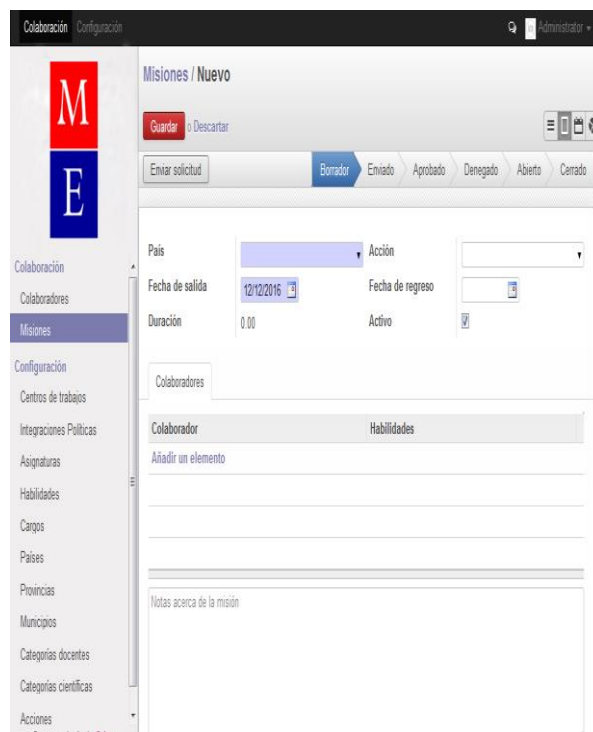 Colaboración Configuración Administrator
M
E
Colaboración
Colaboradores
Misiones
Configuración
Centros de trabajos
Integraciones Políticas
Asignaturas
Habilidades
Cargos
Países
Provincias
Municipios
Categorías docentes
Categorías científicas
Acciones
Misiones / Nuevo
Guardar o Descartar
Enviar solicitud Borrador Enviado Aprobado Denegado Abierto Cerrado
País Acción
Fecha de salida 12/12/2016 Fecha de regreso
Duración 0.00 Activo
Colaboradores
Colaborador Habilidades
Añadir un elemento
Notas acerca de la misión